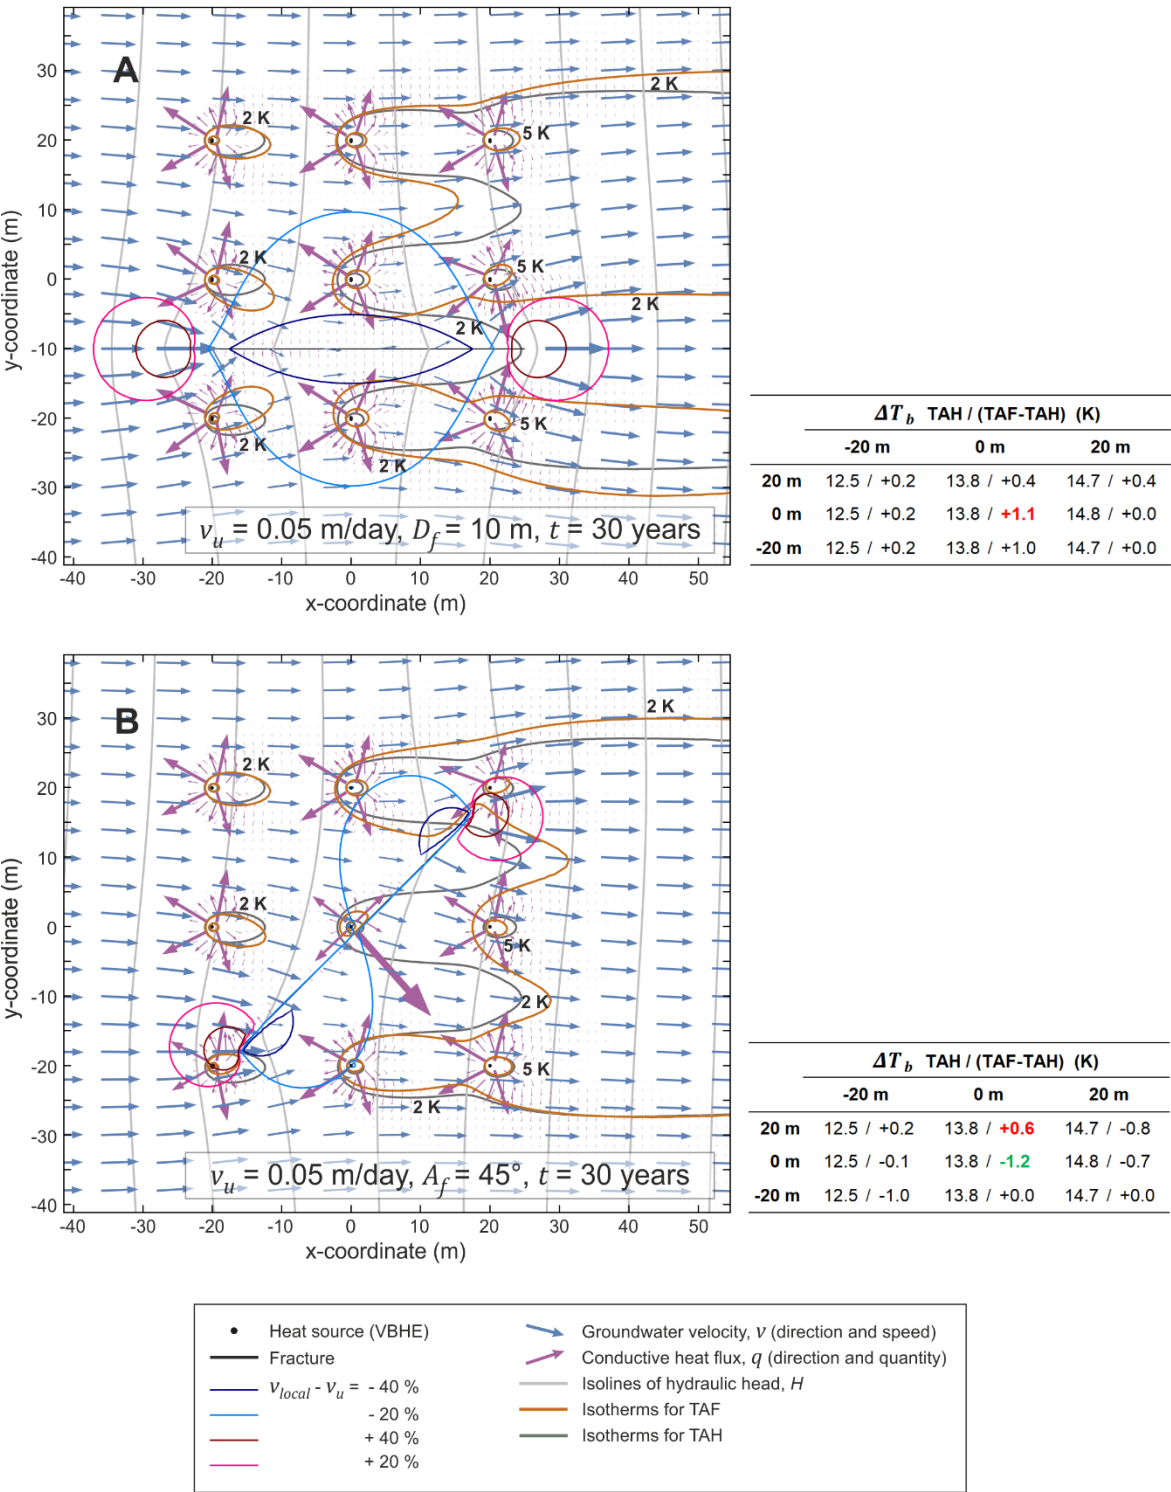 A
30
20
10
0
-10
-20
-30
-40
y-coordinate (m)
2 K
2 K
5 K
2 K
5 K
2 K
2 K
2 K
2 K
5 K
v_u = 0.05 m/day, D_f = 10 m, t = 30 years
-40 -30 -20 -10 0 10 20 30 40 50
x-coordinate (m)
ΔT_b TAH / (TAF-TAH) (K)
-20 m 0 m 20 m
20 m 12.5 / +0.2 13.8 / +0.4 14.7 / +0.4
0 m 12.5 / +0.2 13.8 / +1.1 14.8 / +0.0
-20 m 12.5 / +0.2 13.8 / +1.0 14.7 / +0.0
B
30
20
10
0
-10
-20
-30
-40
y-coordinate (m)
2 K
2 K
2 K
5 K
2 K
5 K
2 K
v_u = 0.05 m/day, A_f = 45°, t = 30 years
-40 -30 -20 -10 0 10 20 30 40 50
x-coordinate (m)
ΔT_b TAH / (TAF-TAH) (K)
-20 m 0 m 20 m
20 m 12.5 / +0.2 13.8 / +0.6 14.7 / -0.8
0 m 12.5 / -0.1 13.8 / -1.2 14.8 / -0.7
-20 m 12.5 / -1.0 13.8 / +0.0 14.7 / +0.0
Heat source (VBHE)
Fracture
v_local - v_u = - 40 %
- 20 %
+ 40 %
+ 20 %
Groundwater velocity, v (direction and speed)
Conductive heat flux, q (direction and quantity)
Isolines of hydraulic head, H
Isotherms for TAF
Isotherms for TAH